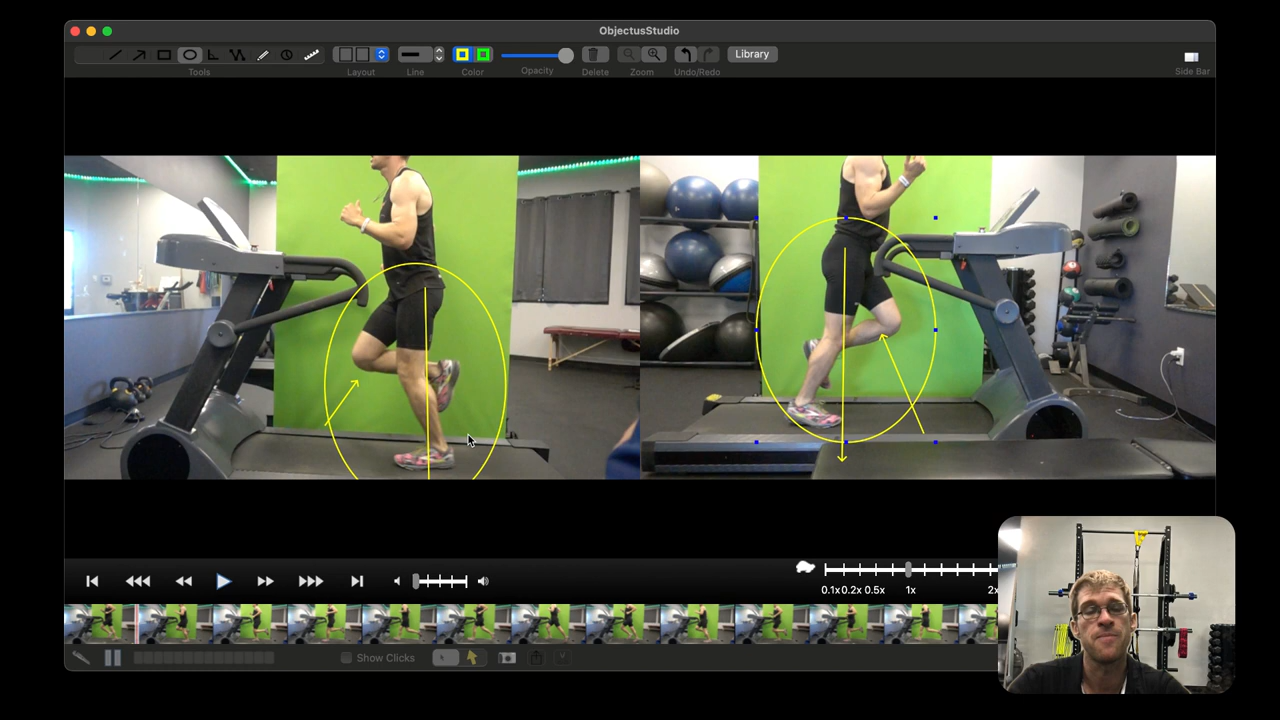 ObjectusStudio
Library
Tools
Layout
Line
Color
Opacity
Delete
Zoom
Undo/Redo
Side Bar
0.1x 0.2x 0.5x 1x 2x
Show Clicks